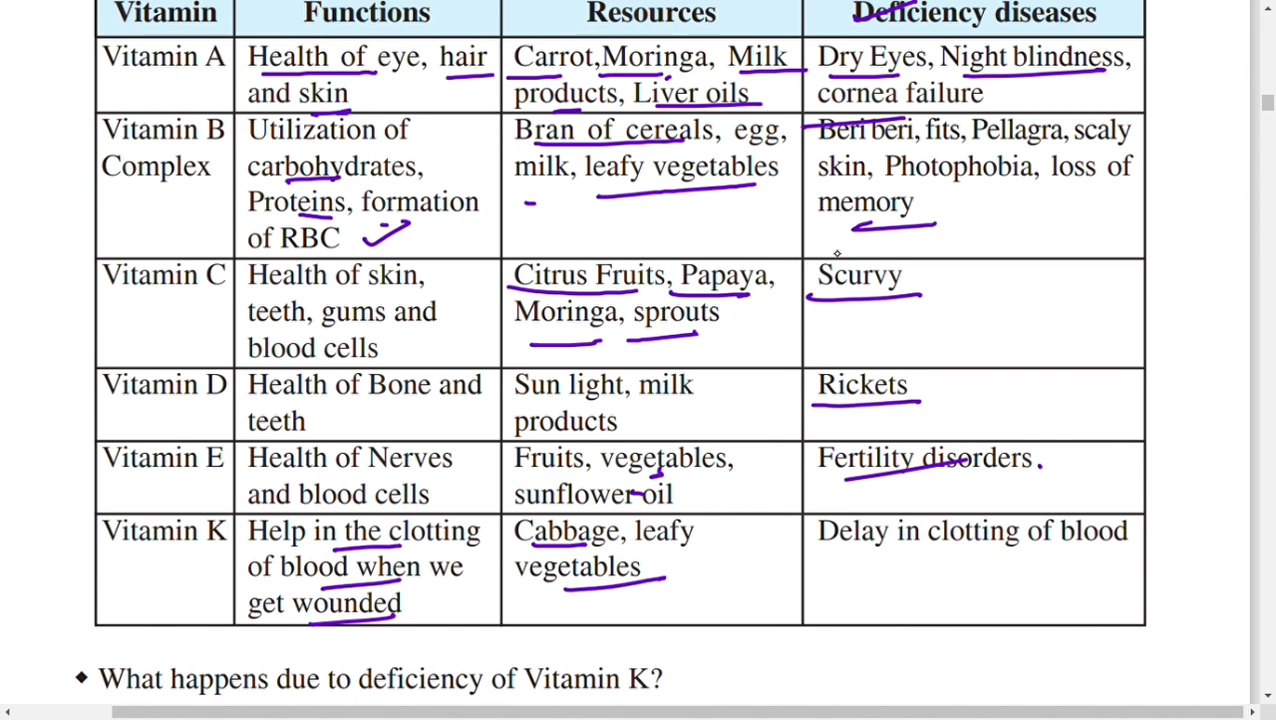 Vitamin Functions Resources Deficiency diseases
Vitamin A Health of eye, hair Carrot,Moringa, Milk Dry Eyes, Night blindness,
and skin products, Liver oils cornea failure
Vitamin B Utilization of Bran of cereals, egg, Beri beri, fits, Pellagra, scaly
Complex carbohydrates, milk, leafy vegetables skin, Photophobia, loss of
Proteins, formation memory
of RBC
Vitamin C Health of skin, Citrus Fruits, Papaya, Scurvy
teeth, gums and Moringa, sprouts
blood cells
Vitamin D Health of Bone and Sun light, milk Rickets
teeth products
Vitamin E Health of Nerves Fruits, vegetables, Fertility disorders.
and blood cells sunflower oil
Vitamin K Help in the clotting Cabbage, leafy Delay in clotting of blood
of blood when we vegetables
get wounded
◆ What happens due to deficiency of Vitamin K?